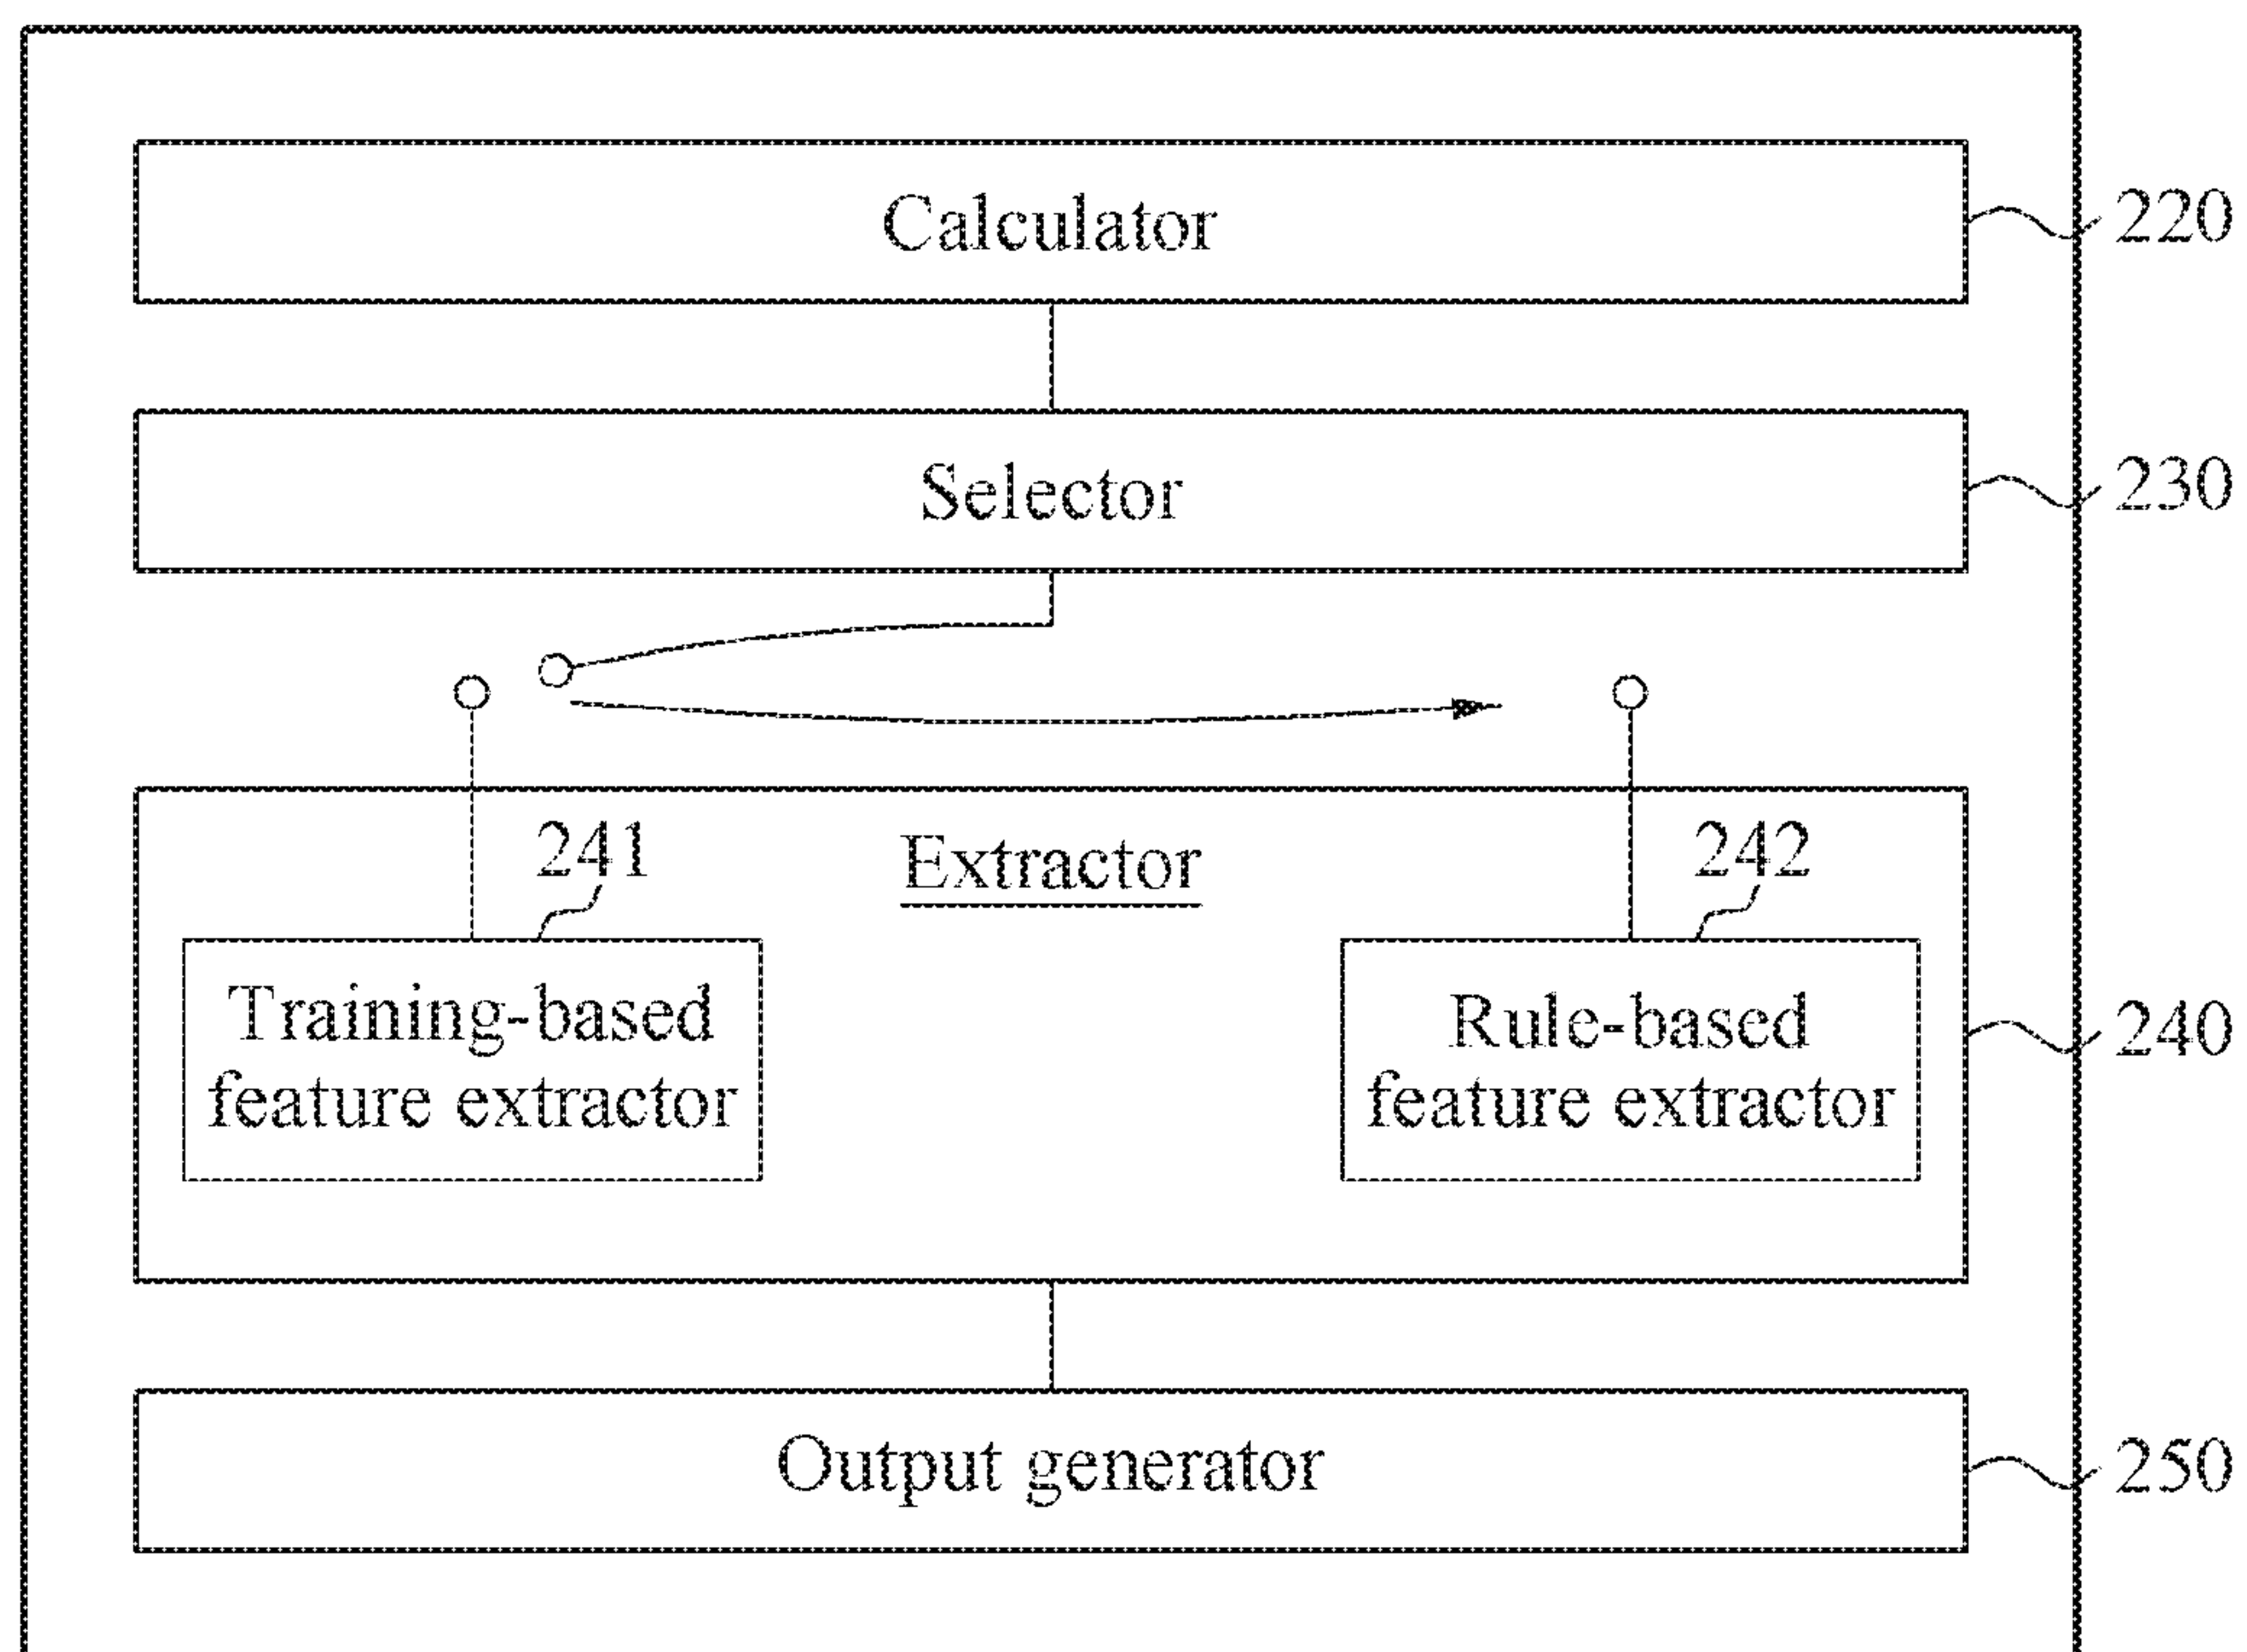 Calculator
220
Selector
230
241
Extractor
242
Training-based
feature extractor
Rule-based
feature extractor
240
Output generator
250